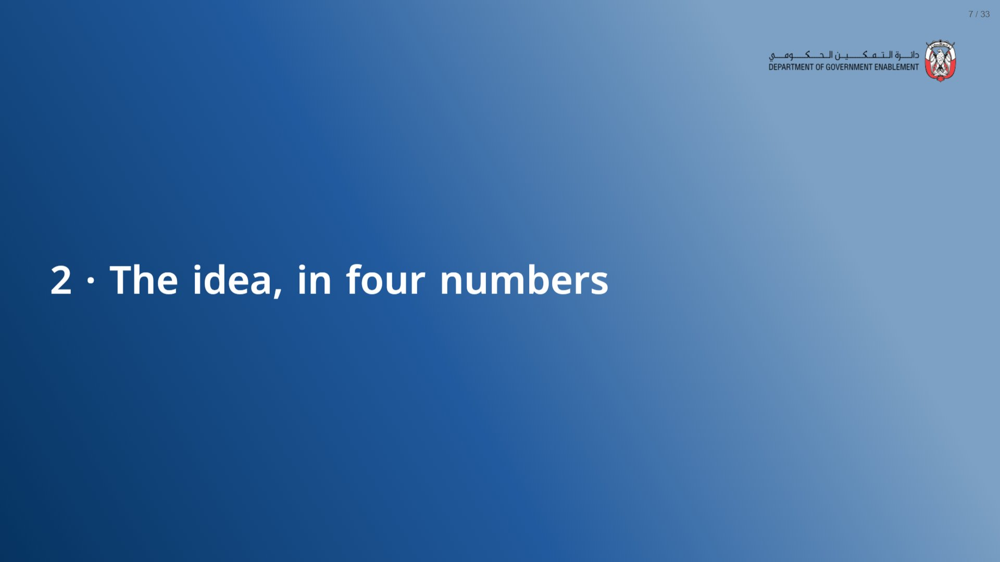 7 / 33
دائرة التمكين الحكومي
DEPARTMENT OF GOVERNMENT ENABLEMENT
2 · The idea, in four numbers